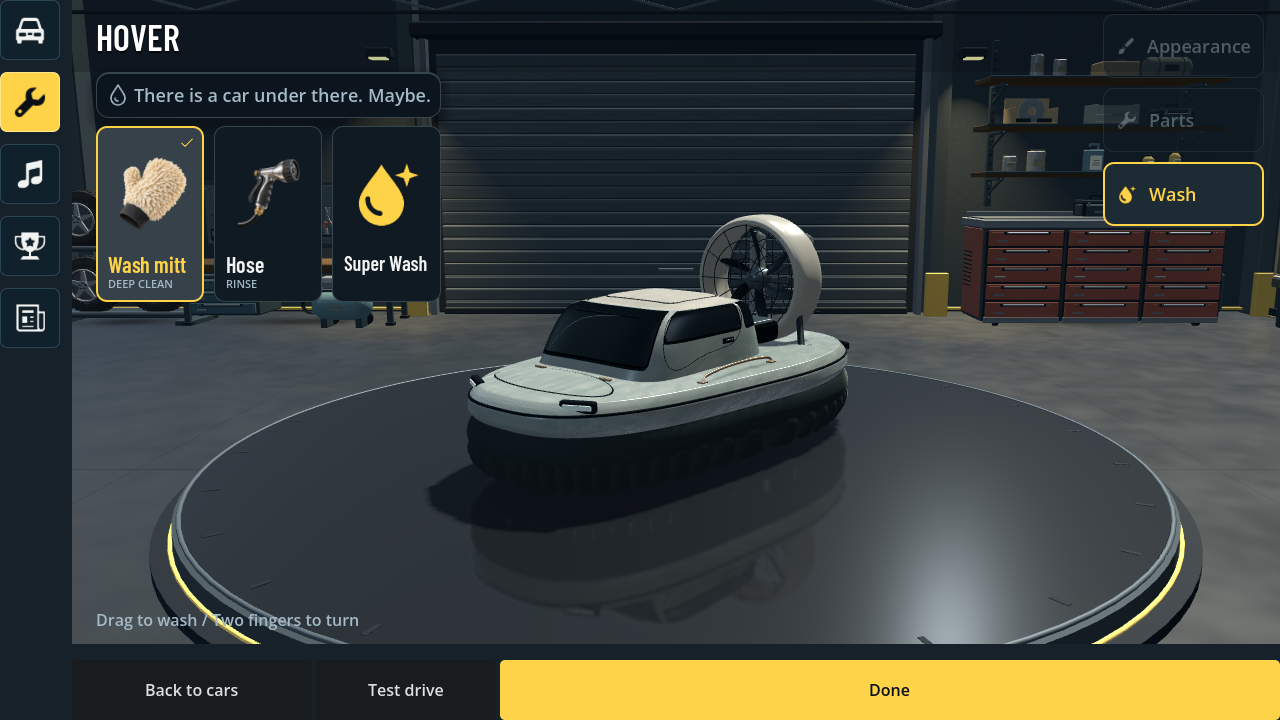 HOVER
There is a car under there. Maybe.
Wash mitt
DEEP CLEAN
Hose
RINSE
Super Wash
Appearance
Parts
Wash
Drag to wash / Two fingers to turn
Back to cars
Test drive
Done